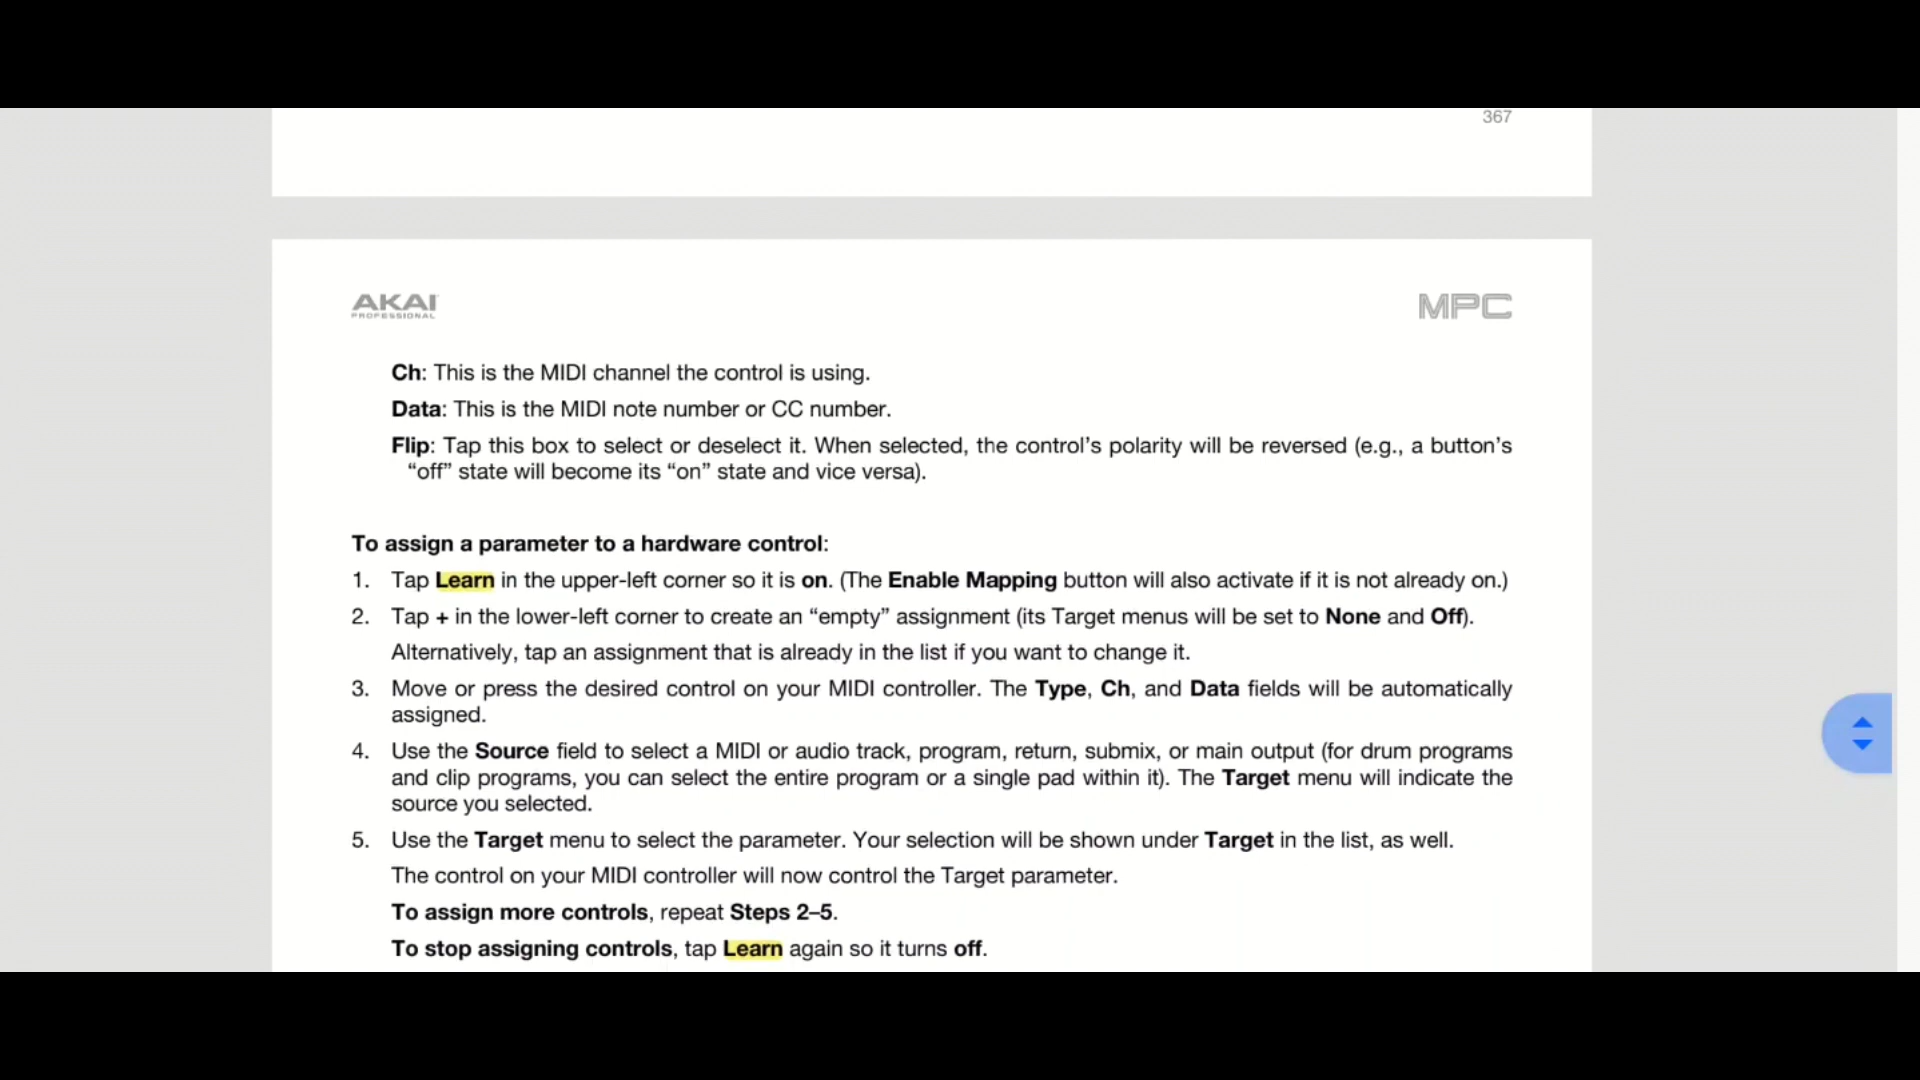 367
AKAI
PROFESSIONAL
MPC
Ch: This is the MIDI channel the control is using.
Data: This is the MIDI note number or CC number.
Flip: Tap this box to select or deselect it. When selected, the control’s polarity will be reversed (e.g., a button’s
“off” state will become its “on” state and vice versa).
To assign a parameter to a hardware control:
1. Tap Learn in the upper-left corner so it is on. (The Enable Mapping button will also activate if it is not already on.)
2. Tap + in the lower-left corner to create an “empty” assignment (its Target menus will be set to None and Off).
Alternatively, tap an assignment that is already in the list if you want to change it.
3. Move or press the desired control on your MIDI controller. The Type, Ch, and Data fields will be automatically
assigned.
4. Use the Source field to select a MIDI or audio track, program, return, submix, or main output (for drum programs
and clip programs, you can select the entire program or a single pad within it). The Target menu will indicate the
source you selected.
5. Use the Target menu to select the parameter. Your selection will be shown under Target in the list, as well.
The control on your MIDI controller will now control the Target parameter.
To assign more controls, repeat Steps 2–5.
To stop assigning controls, tap Learn again so it turns off.